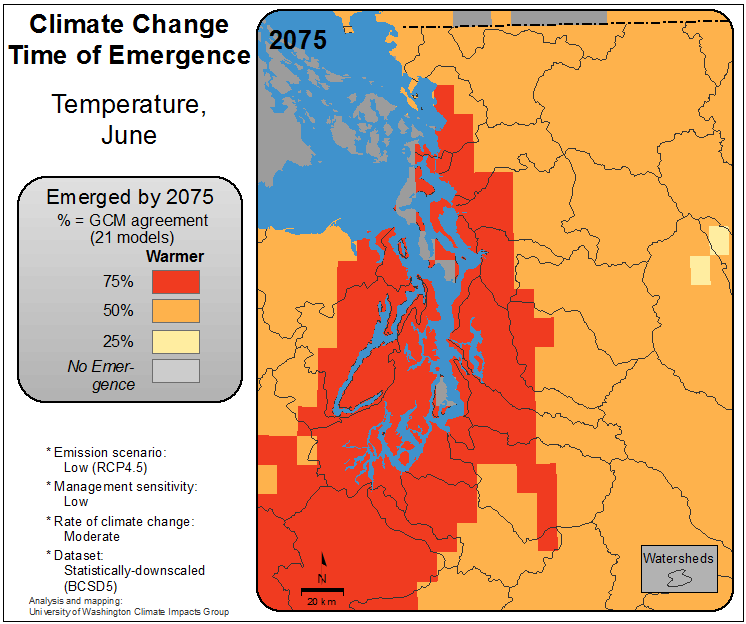 Climate Change
Time of Emergence
Temperature,
June
Emerged by 2075
% = GCM agreement
(21 models)
Warmer
75%
50%
25%
No Emer-
gence
* Emission scenario:
Low (RCP4.5)
* Management sensitivity:
Low
* Rate of climate change:
Moderate
* Dataset:
Statistically-downscaled
(BCSD5)
Analysis and mapping:
University of Washington Climate Impacts Group
2075
N
20 km
Watersheds